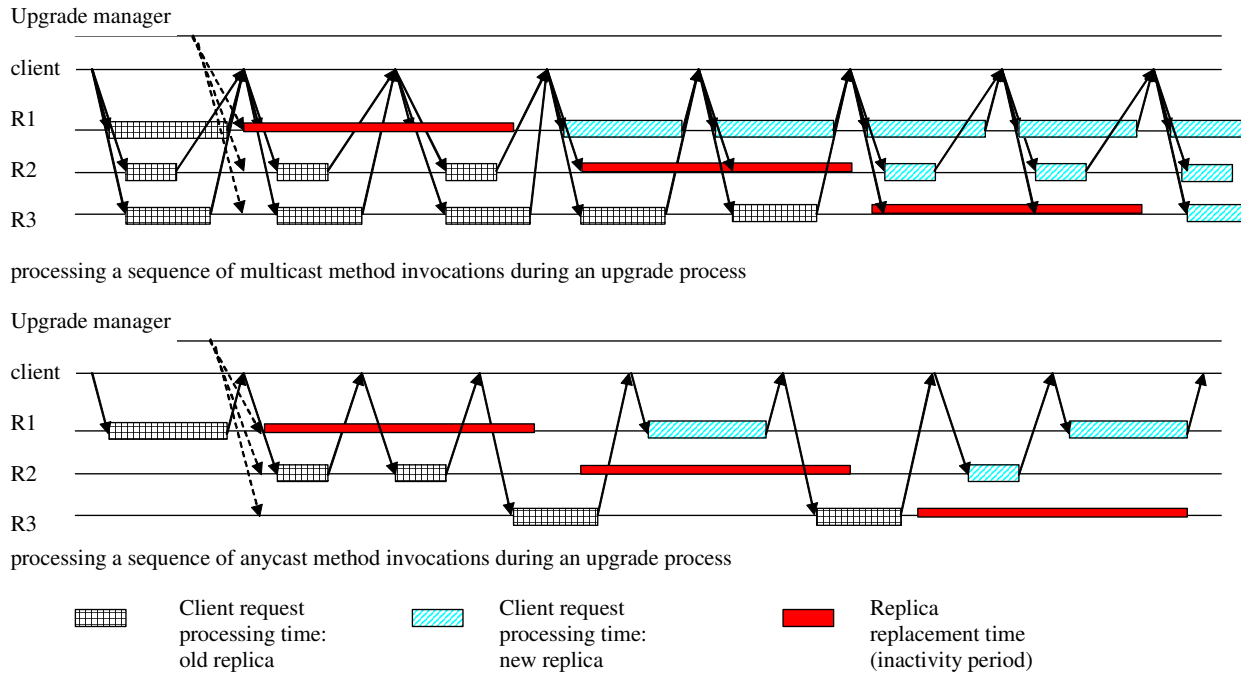 Upgrade manager
client
R1
R2
R3
processing a sequence of multicast method invocations during an upgrade process
Upgrade manager
client
R1
R2
R3
processing a sequence of anycast method invocations during an upgrade process
Client request
processing time:
old replica
Client request
processing time:
new replica
Replica
replacement time
(inactivity period)